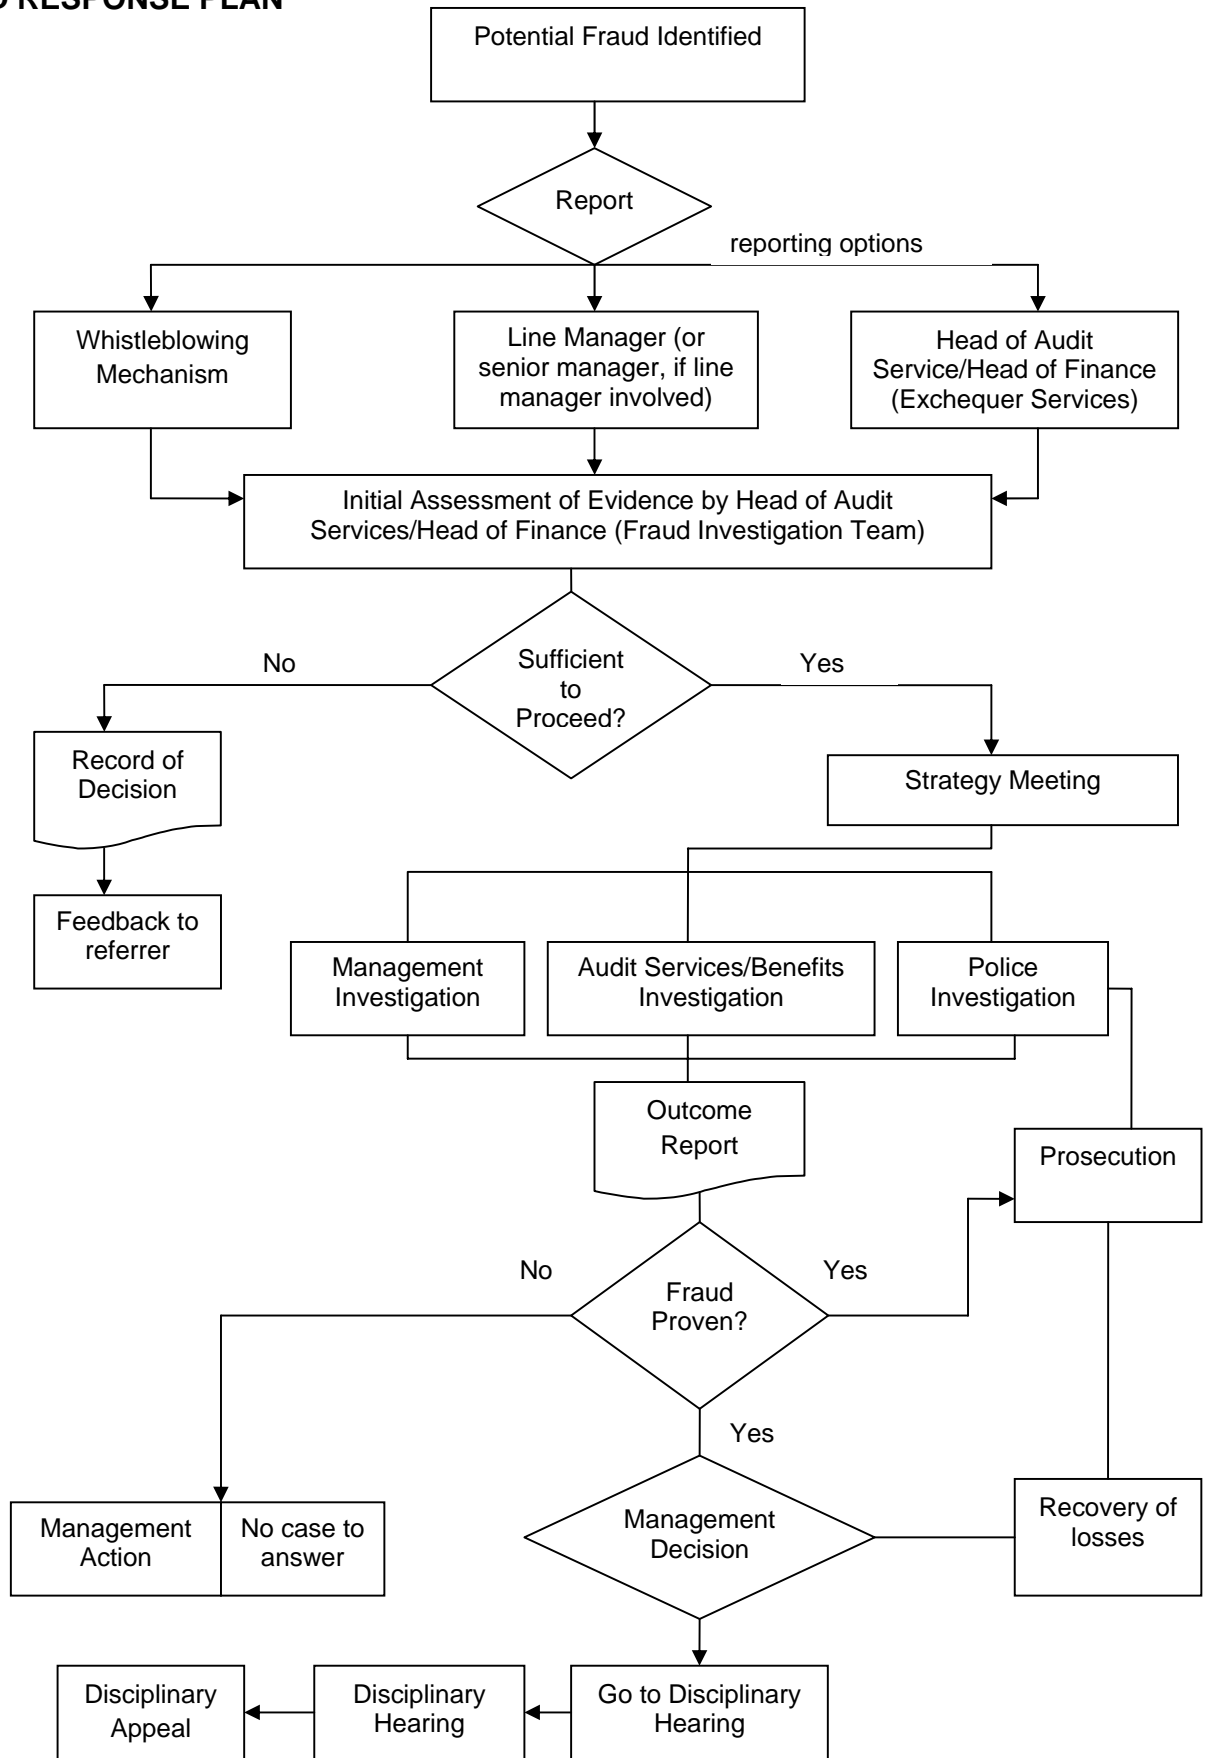 RESPONSE PLAN
Potential Fraud Identified
Report
reporting options
Whistleblowing
Mechanism
Line Manager (or
senior manager, if line
manager involved)
Head of Audit
Service/Head of Finance
(Exchequer Services)
Initial Assessment of Evidence by Head of Audit
Services/Head of Finance (Fraud Investigation Team)
No
Sufficient
to
Proceed?
Yes
Record of
Decision
Strategy Meeting
Feedback to
referrer
Management
Investigation
Audit Services/Benefits
Investigation
Police
Investigation
Outcome
Report
Prosecution
No
Fraud
Proven?
Yes
Yes
Management
Action
No case to
answer
Management
Decision
Recovery of
losses
Disciplinary
Appeal
Disciplinary
Hearing
Go to Disciplinary
Hearing